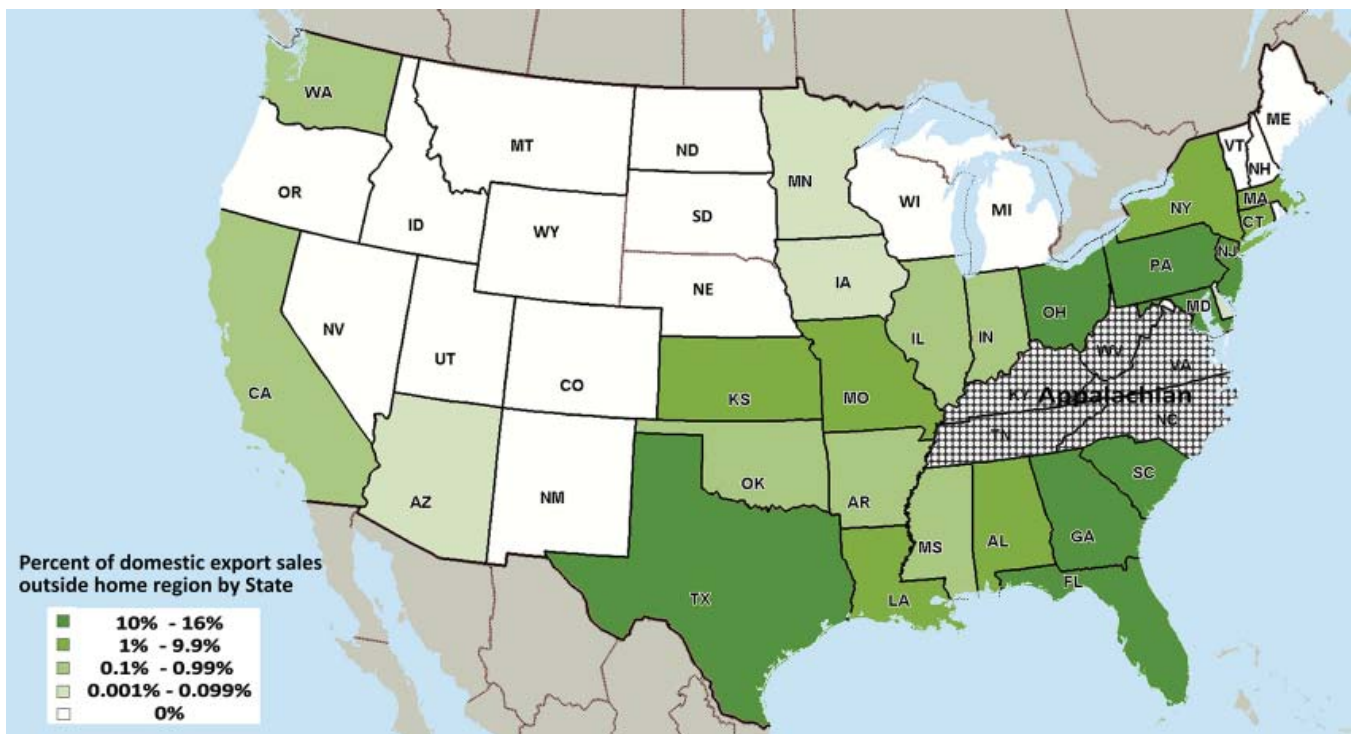 WA
MT
ND
MN
ME
VT
NH
OR
ID
WY
SD
WI
MI
NY
MA
CT
NE
IA
PA
NJ
NV
UT
CO
IL
IN
OH
MD
WV
VA
CA
KS
MO
KY Appalachian
TN
NC
AZ
NM
OK
AR
SC
MS
AL
GA
TX
LA
FL
Percent of domestic export sales
outside home region by State
10% - 16%
1% - 9.9%
0.1% - 0.99%
0.001% - 0.099%
0%